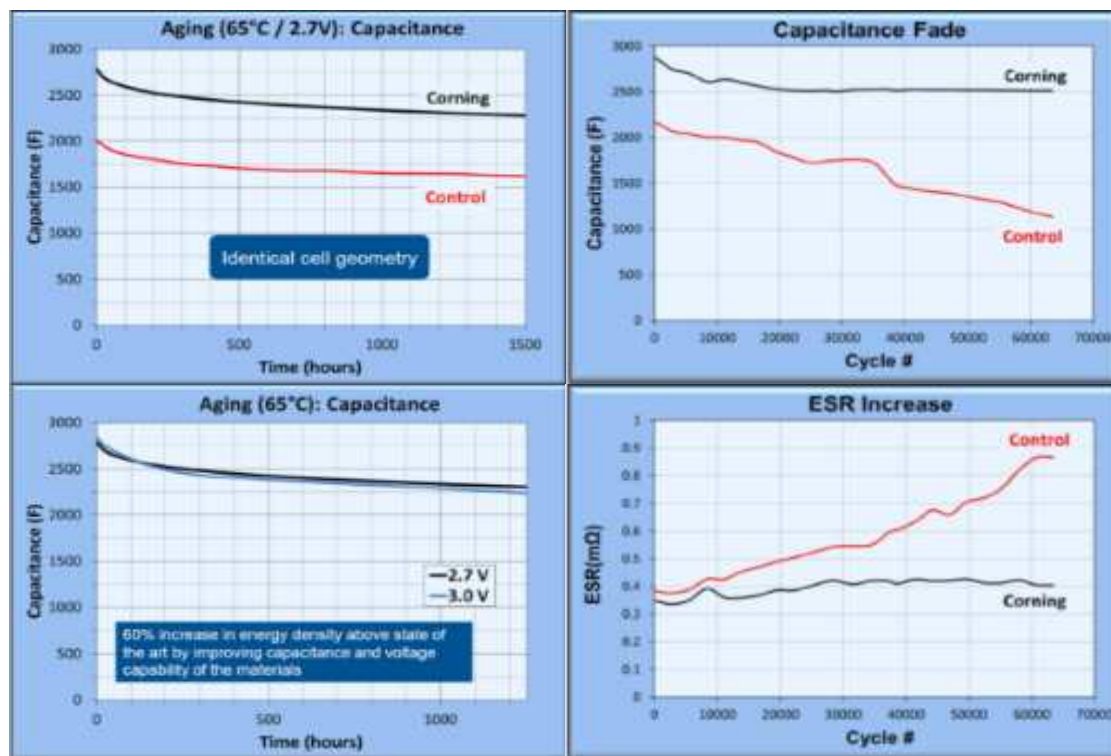 Aging (65°C / 2.7V): Capacitance
3000
2500
2000
1500
1000
500
0
Capacitance (F)
Corning
Control
Identical cell geometry
0 500 1000 1500
Time (hours)
Capacitance Fade
3000
2500
2000
1500
1000
500
0
Capacitance (F)
Corning
Control
0 10000 20000 30000 40000 50000 60000 70000
Cycle #
Aging (65°C): Capacitance
3000
2500
2000
1500
1000
500
0
Capacitance (F)
2.7 V
3.0 V
60% increase in energy density above state of
the art by improving capacitance and voltage
capability of the materials
0 500 1000
Time (hours)
ESR Increase
1
0.9
0.8
0.7
0.6
0.5
0.4
0.3
0.2
0.1
0
ESR(mΩ)
Control
Corning
0 10000 20000 30000 40000 50000 60000 70000
Cycle #